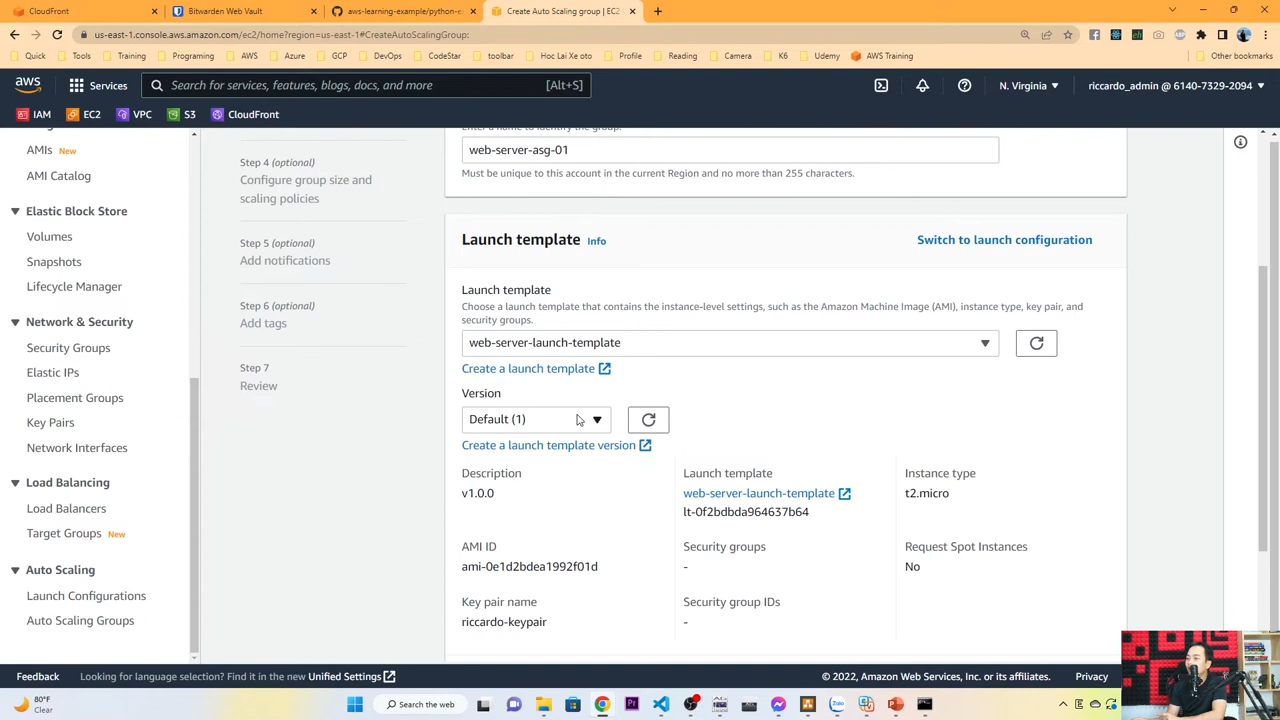 CloudFront
Bitwarden Web Vault
aws-learning-example/python-e
Create Auto Scaling group | EC2
us-east-1.console.aws.amazon.com/ec2/home?region=us-east-1#CreateAutoScalingGroup:
Quick
Tools
Training
Programing
AWS
Azure
GCP
DevOps
CodeStar
toolbar
Hoc Lai Xe oto
Profile
Reading
Camera
K6
Udemy
AWS Training
Other bookmarks
aws
Services
Search for services, features, blogs, docs, and more
[Alt+S]
N. Virginia
riccardo_admin @ 6140-7329-2094
IAM
EC2
VPC
S3
CloudFront
AMIs New
AMI Catalog
Elastic Block Store
Volumes
Snapshots
Lifecycle Manager
Network & Security
Security Groups
Elastic IPs
Placement Groups
Key Pairs
Network Interfaces
Load Balancing
Load Balancers
Target Groups New
Auto Scaling
Launch Configurations
Auto Scaling Groups
Step 4 (optional)
Configure group size and
scaling policies
Step 5 (optional)
Add notifications
Step 6 (optional)
Add tags
Step 7
Review
Enter a name to identify the group.
web-server-asg-01
Must be unique to this account in the current Region and no more than 255 characters.
Launch template Info
Switch to launch configuration
Launch template
Choose a launch template that contains the instance-level settings, such as the Amazon Machine Image (AMI), instance type, key pair, and
security groups.
web-server-launch-template
Create a launch template
Version
Default (1)
Create a launch template version
Description
v1.0.0
Launch template
web-server-launch-template
lt-0f2bdbda964637b64
Instance type
t2.micro
AMI ID
ami-0e1d2bdea1992f01d
Security groups
-
Request Spot Instances
No
Key pair name
riccardo-keypair
Security group IDs
-
Feedback
Looking for language selection? Find it in the new Unified Settings
© 2022, Amazon Web Services, Inc. or its affiliates.
Privacy
80°F
Clear
Search the web